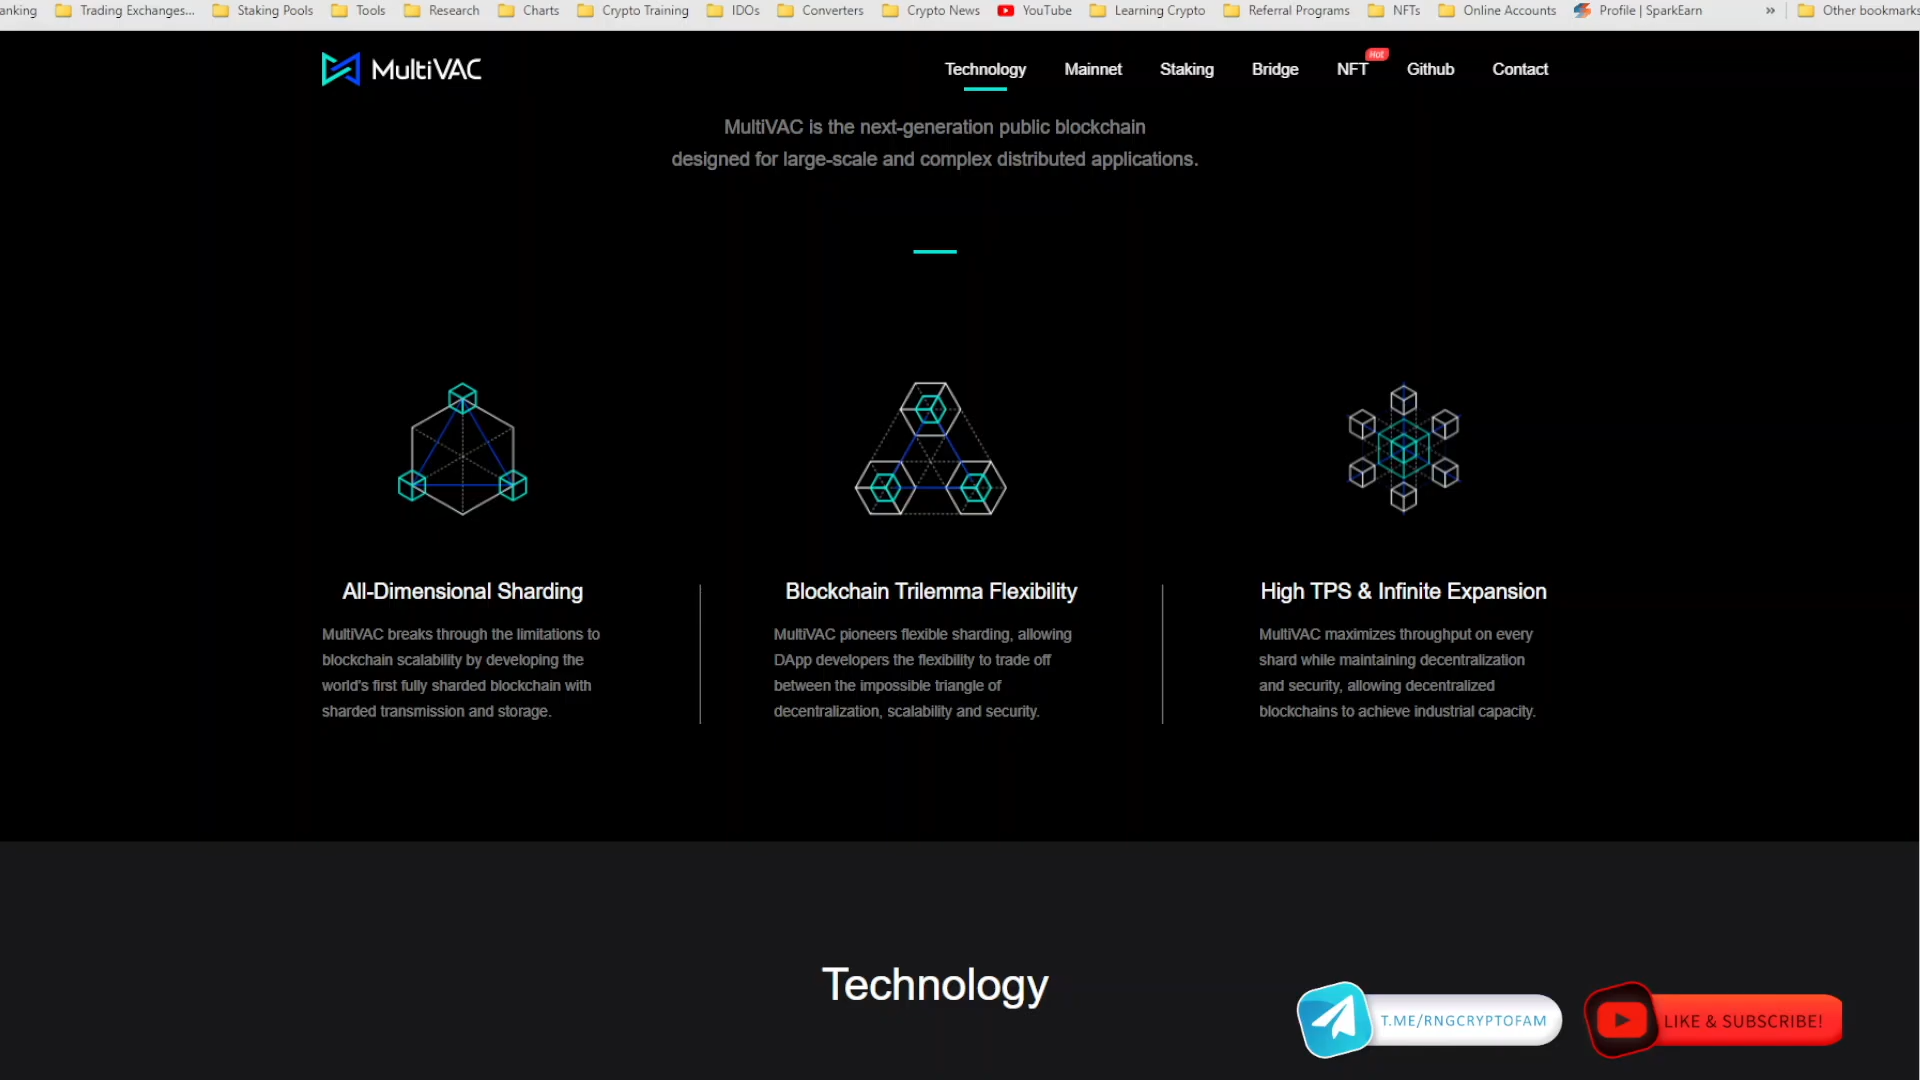 anking Trading Exchanges... Staking Pools Tools Research Charts Crypto Training IDOs Converters Crypto News YouTube Learning Crypto Referral Programs NFTs Online Accounts Profile | SparkEarn » Other bookmarks
MultiVAC Technology Mainnet Staking Bridge NFT Hot Github Contact
MultiVAC is the next-generation public blockchain
designed for large-scale and complex distributed applications.
All-Dimensional Sharding
MultiVAC breaks through the limitations to
blockchain scalability by developing the
world's first fully sharded blockchain with
sharded transmission and storage.
Blockchain Trilemma Flexibility
MultiVAC pioneers flexible sharding, allowing
DApp developers the flexibility to trade off
between the impossible triangle of
decentralization, scalability and security.
High TPS & Infinite Expansion
MultiVAC maximizes throughput on every
shard while maintaining decentralization
and security, allowing decentralized
blockchains to achieve industrial capacity.
Technology
T.ME/RNGCRYPTOFAM
LIKE & SUBSCRIBE!